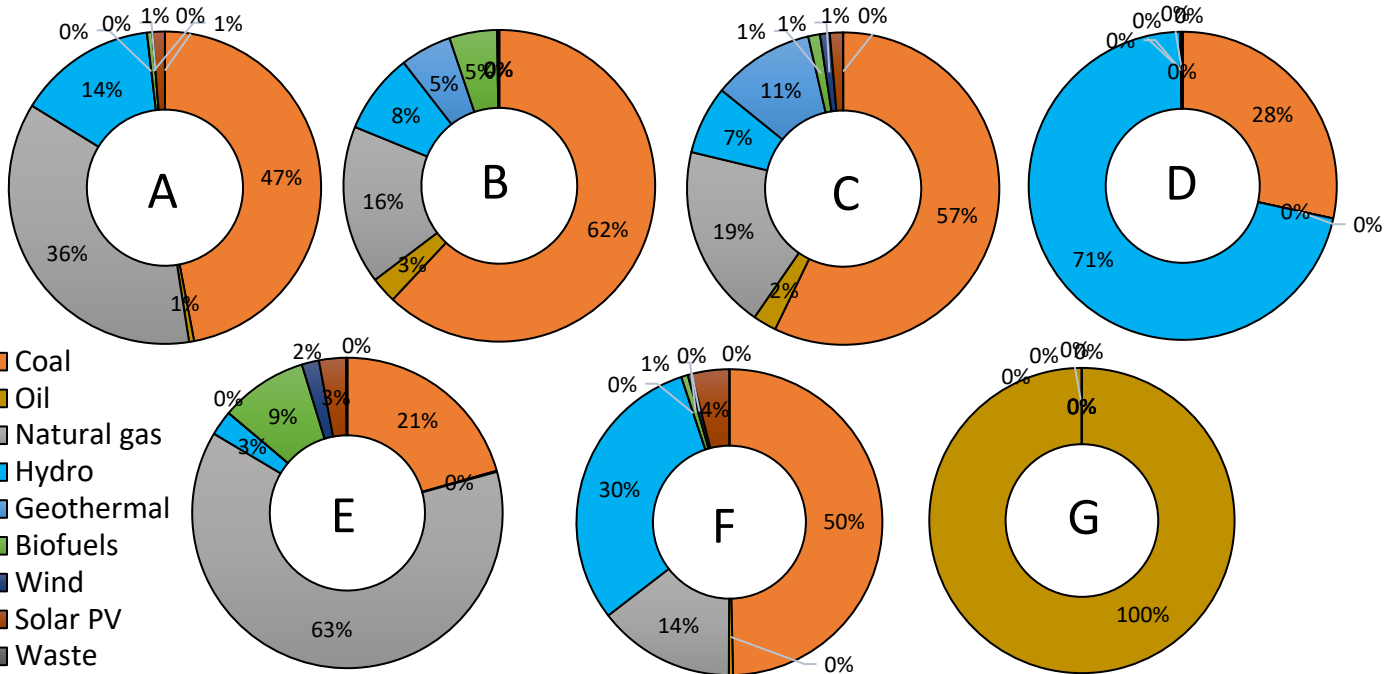 0% 0% 1% 0% 1%
14%
47%
36%
1%
A
5% 5% 0%
8%
16%
3%
62%
B
1% 1% 1% 0%
11%
7%
19%
2%
57%
C
0% 0% 0%
0%
0%
28%
0% 0%
71%
D
Coal
Oil
Natural gas
Hydro
Geothermal
Biofuels
Wind
Solar PV
Waste
2% 0%
0%
9%
3%
3%
21%
0%
63%
E
0% 1% 0% 0%
4%
30%
50%
14%
0%
F
0% 0% 0% 0%
0%
100%
G